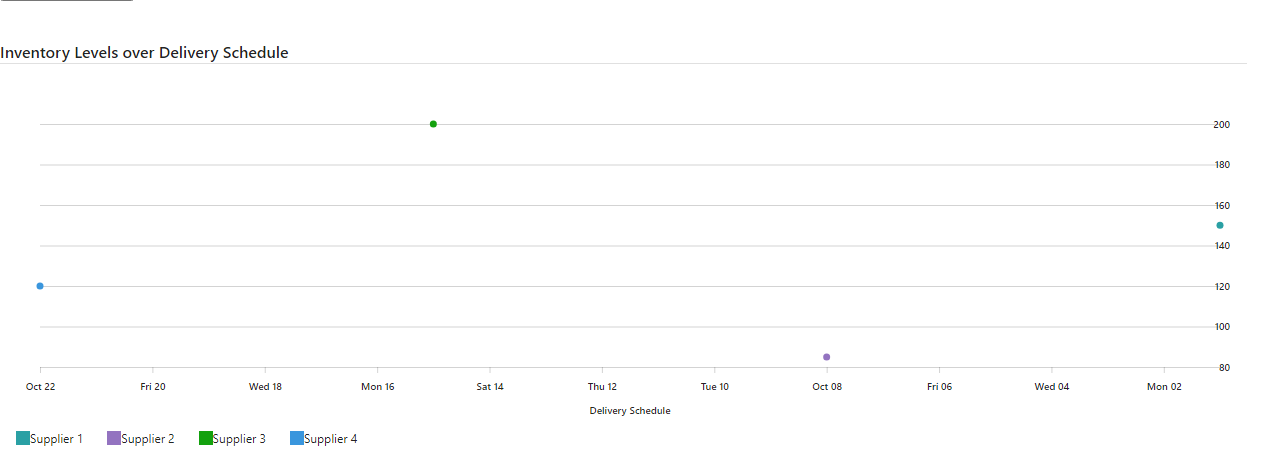 Inventory Levels over Delivery Schedule
200
180
160
140
120
100
80
Oct 22 Fri 20 Wed 18 Mon 16 Sat 14 Thu 12 Tue 10 Oct 08 Fri 06 Wed 04 Mon 02
Delivery Schedule
Supplier 1 Supplier 2 Supplier 3 Supplier 4